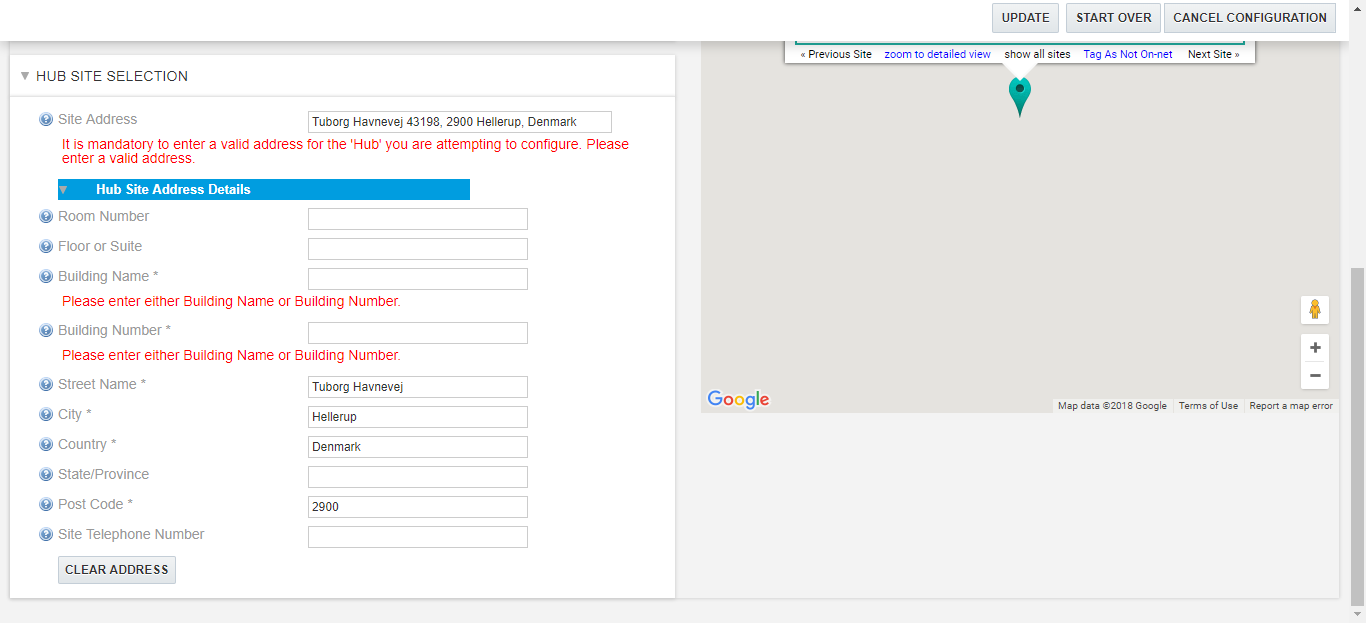 UPDATE START OVER CANCEL CONFIGURATION
« Previous Site zoom to detailed view show all sites Tag As Not On-net Next Site »
HUB SITE SELECTION
Site Address Tuborg Havnevej 43198, 2900 Hellerup, Denmark
It is mandatory to enter a valid address for the 'Hub' you are attempting to configure. Please
enter a valid address.
Hub Site Address Details
Room Number
Floor or Suite
Building Name *
Please enter either Building Name or Building Number.
Building Number *
Please enter either Building Name or Building Number.
Street Name * Tuborg Havnevej
City * Hellerup
Country * Denmark
State/Province
Post Code * 2900
Site Telephone Number
CLEAR ADDRESS
Google
Map data ©2018 Google Terms of Use Report a map error